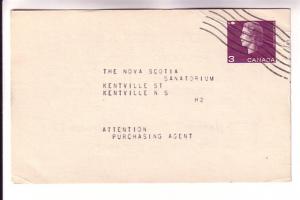 3
CANADA
THE NOVA SCOTIA
SANATORIUM
KENTVILLE ST
KENTVILLE N S
H2
ATTENTION
PURCHASING AGENT